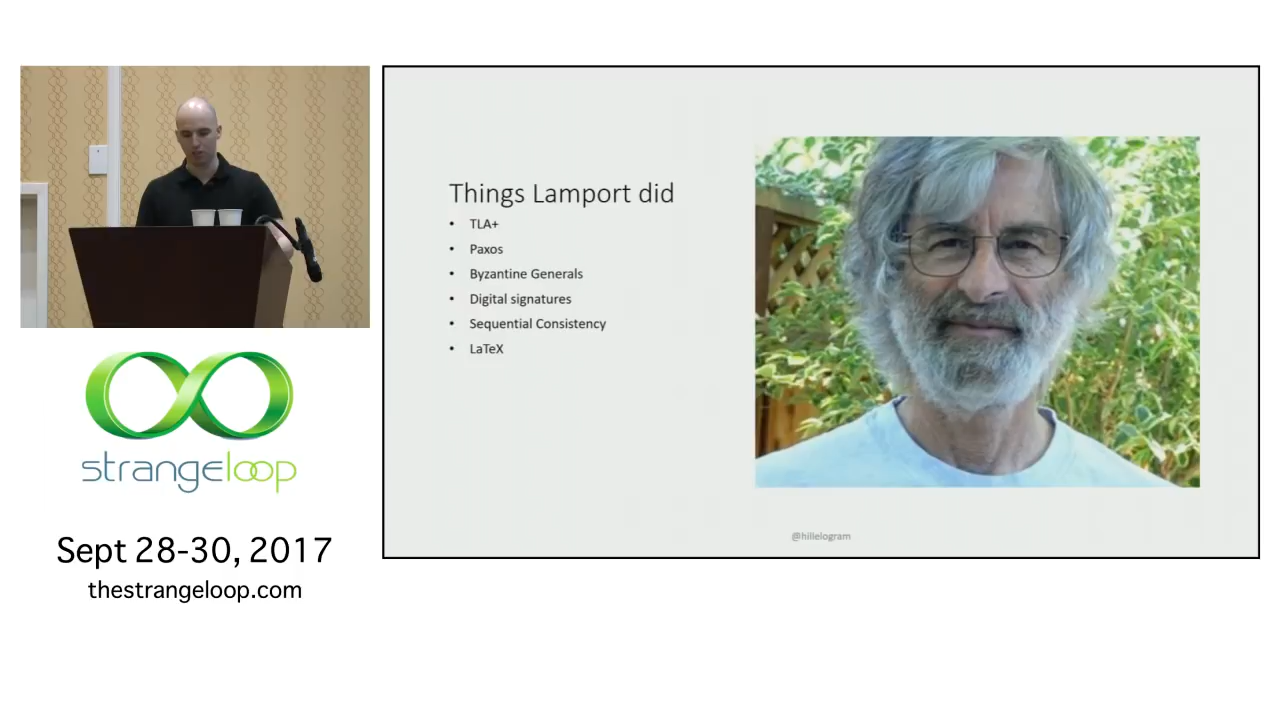 Things Lamport did
• TLA+
• Paxos
• Byzantine Generals
• Digital signatures
• Sequential Consistency
• LaTeX
@hillelogram
strangeloop
Sept 28-30, 2017
thestrangeloop.com